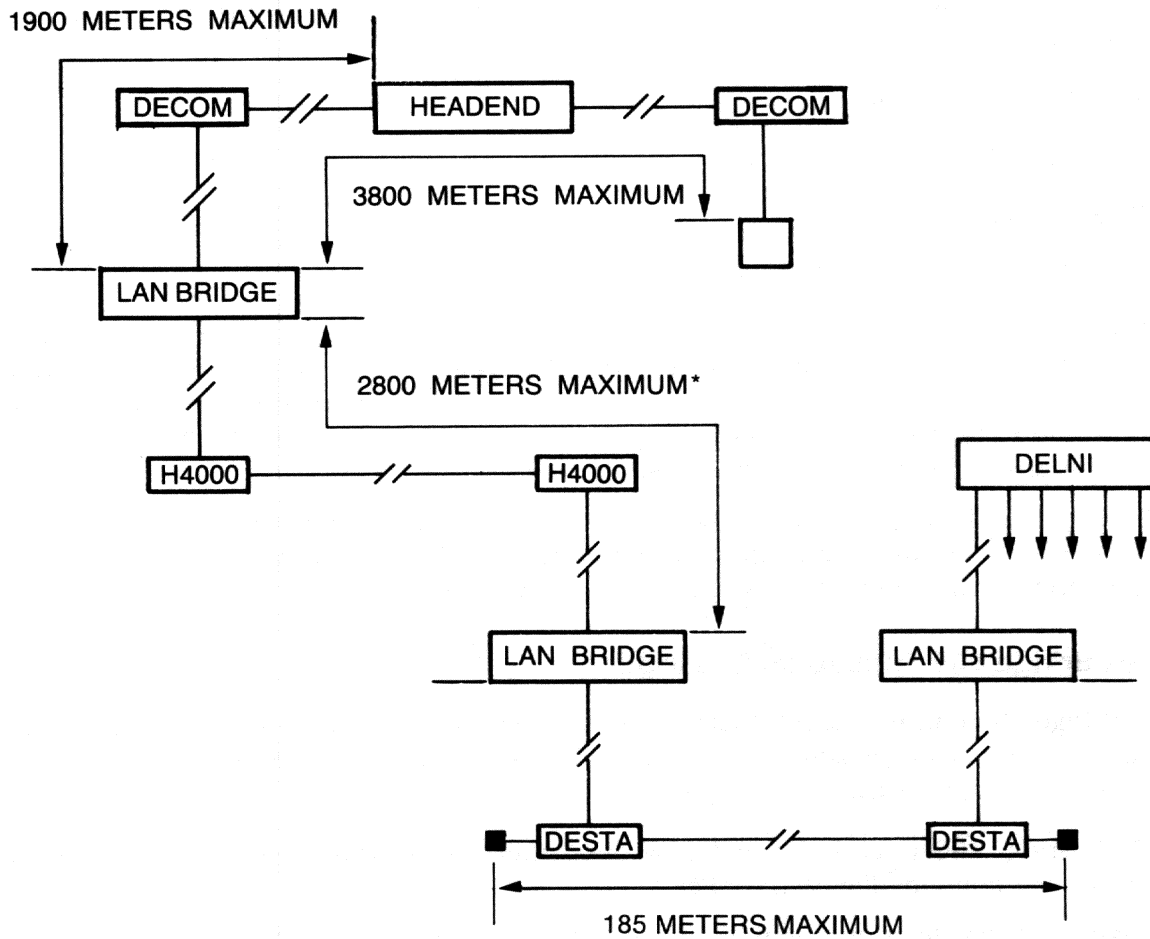 1900 METERS MAXIMUM
DECOM
HEADEND
DECOM
3800 METERS MAXIMUM
LAN BRIDGE
2800 METERS MAXIMUM*
H4000
H4000
DELNI
LAN BRIDGE
LAN BRIDGE
DESTA
DESTA
185 METERS MAXIMUM